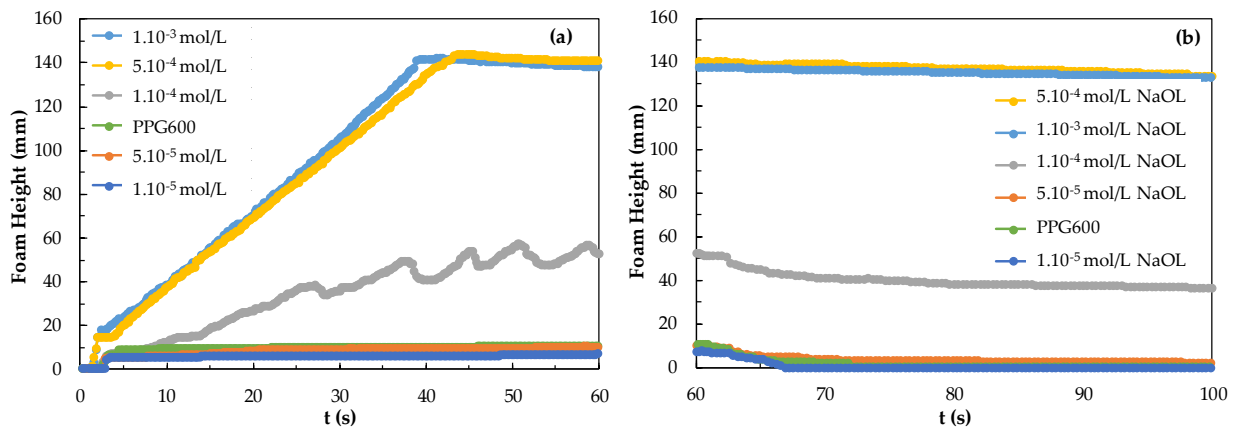 160
140
120
100
80
60
40
20
0
Foam Height (mm)
(a)
1.10⁻³ mol/L
5.10⁻⁴ mol/L
1.10⁻⁴ mol/L
PPG600
5.10⁻⁵ mol/L
1.10⁻⁵ mol/L
0 10 20 30 40 50 60
t (s)
160
140
120
100
80
60
40
20
0
Foam Height (mm)
(b)
5.10⁻⁴ mol/L NaOL
1.10⁻³ mol/L NaOL
1.10⁻⁴ mol/L NaOL
5.10⁻⁵ mol/L NaOL
PPG600
1.10⁻⁵ mol/L NaOL
60 70 80 90 100
t (s)